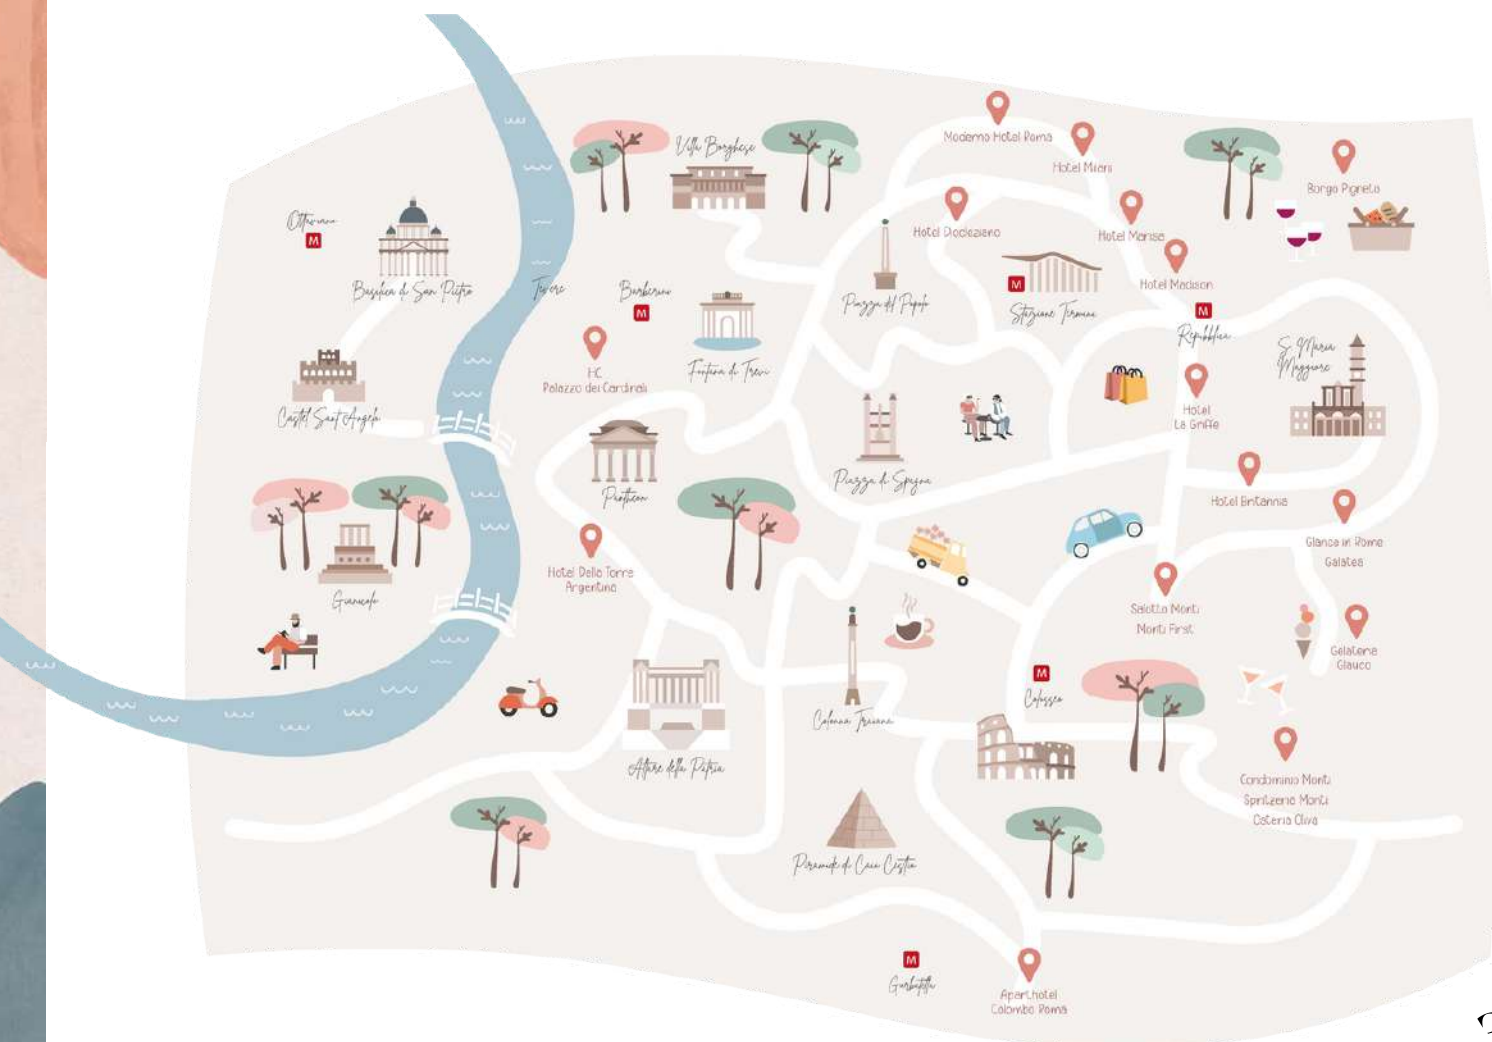 Moderno Hotel Roma
Hotel Milani
Villa Borghese
Borgo Pigneto
Ottaviano
M
Hotel Diocleziano
Hotel Marisa
Basilica di San Pietro
Tevere
Barberini
M
Piazza del Popolo
M
Stazione Termini
Hotel Madison
M
Repubblica
HC
Palazzo dei Cardinali
Fontana di Trevi
S. Maria
Maggiore
Castel Sant'Angelo
Hotel
La Griffe
Pantheon
Piazza di Spagna
Hotel Britannia
Hotel Della Torre
Argentina
Glance in Rome
Galatea
Gianicolo
Salotto Monti
Monti First
Gelateria
Glauco
M
Colosseo
Colonna Traiana
Altare della Patria
Condominio Monti
Spritzeria Monti
Osteria Oliva
Piramide di Caio Cestio
M
Garbatella
Aparthotel
Colombo Roma